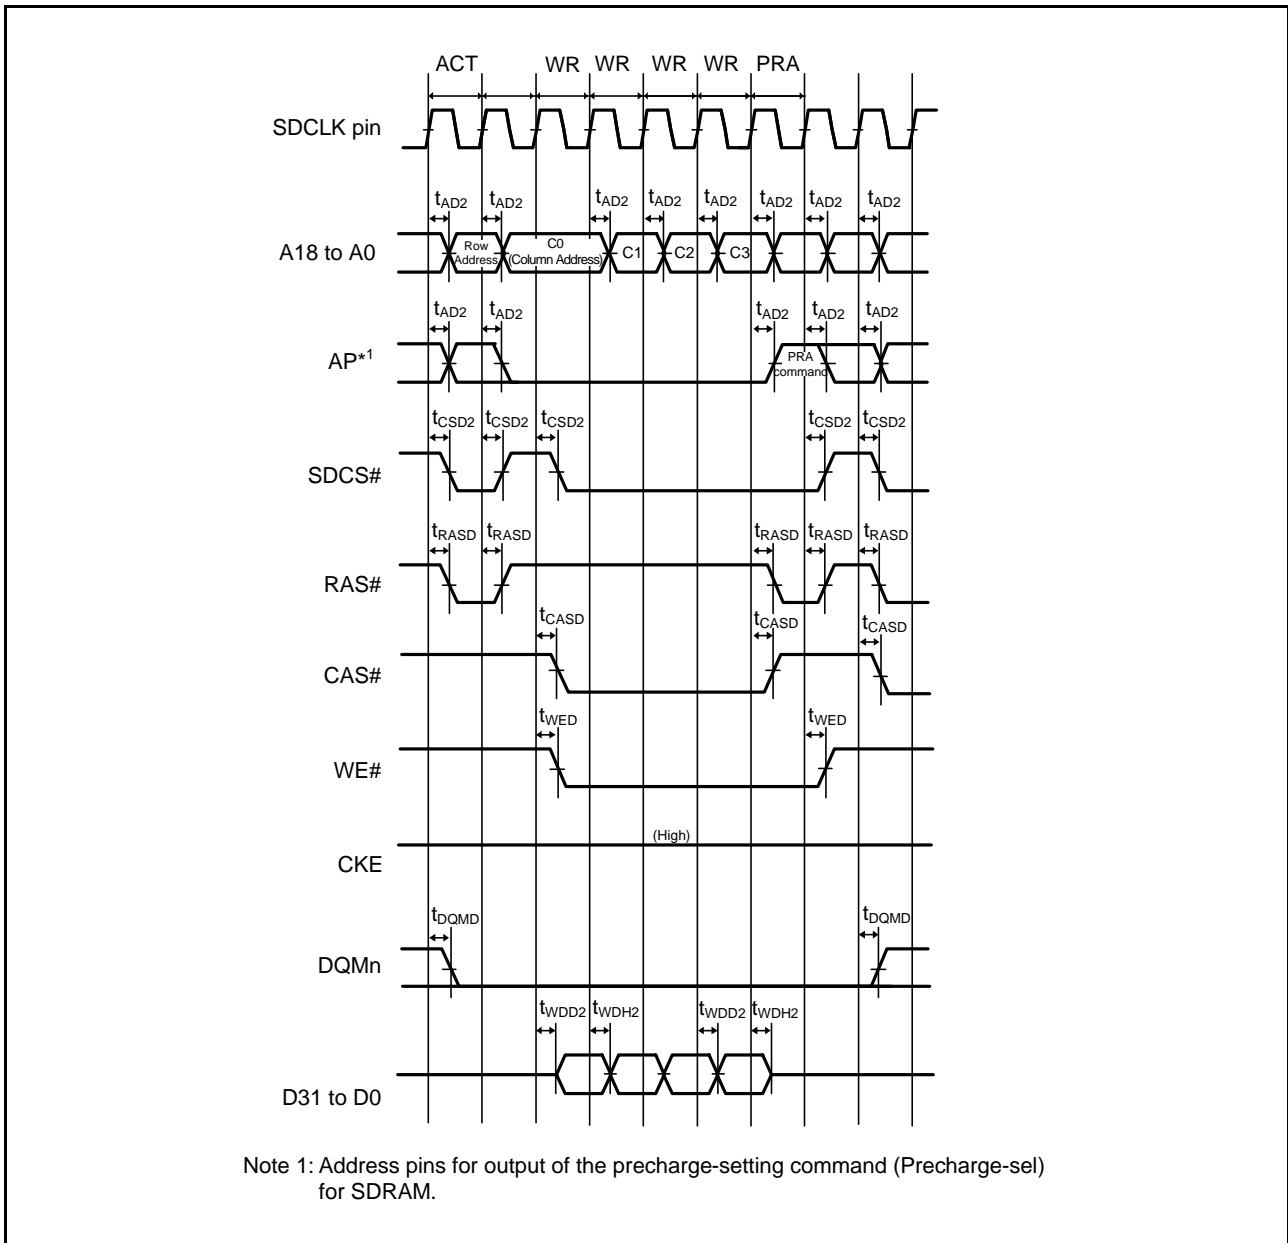 ACT WR WR WR WR PRA
SDCLK pin
tAD2 tAD2 tAD2 tAD2 tAD2 tAD2 tAD2 tAD2
A18 to A0
Row
Address
C0
(Column Address)
C1 C2 C3
tAD2 tAD2 tAD2 tAD2 tAD2
AP*1
PRA
command
tCSD2 tCSD2 tCSD2 tCSD2 tCSD2
SDCS#
tRASD tRASD tRASD tRASD tRASD
RAS#
tCASD tCASD tCASD
CAS#
tWED tWED
WE#
(High)
CKE
tDQMD tDQMD
DQMn
tWDD2 tWDH2 tWDD2 tWDH2
D31 to D0
Note 1: Address pins for output of the precharge-setting command (Precharge-sel)
for SDRAM.